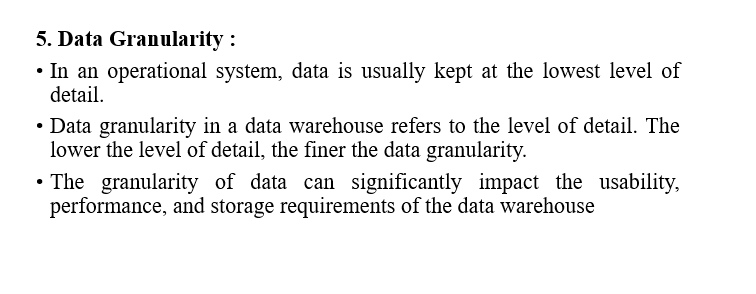 5. Data Granularity :
• In an operational system, data is usually kept at the lowest level of
detail.
• Data granularity in a data warehouse refers to the level of detail. The
lower the level of detail, the finer the data granularity.
• The granularity of data can significantly impact the usability,
performance, and storage requirements of the data warehouse